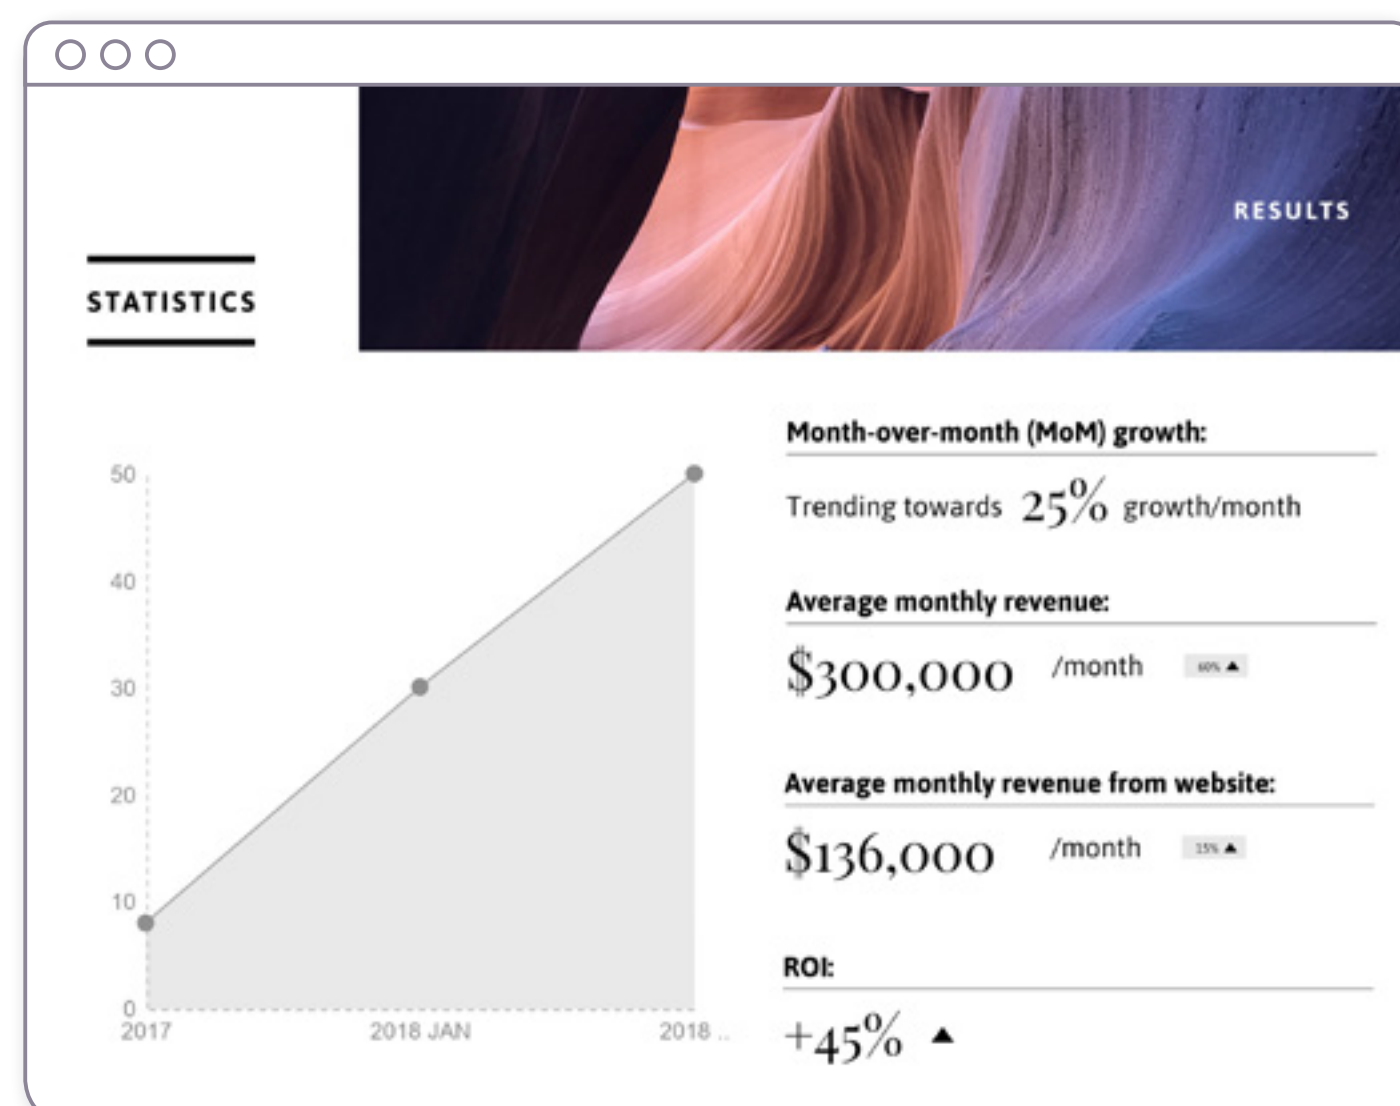 RESULTS
STATISTICS
50
40
30
20
10
0
2017
2018 JAN
2018 ..
Month-over-month (MoM) growth:
Trending towards 25% growth/month
Average monthly revenue:
$300,000 /month 60% ▲
Average monthly revenue from website:
$136,000 /month 15% ▲
ROI:
+45% ▲